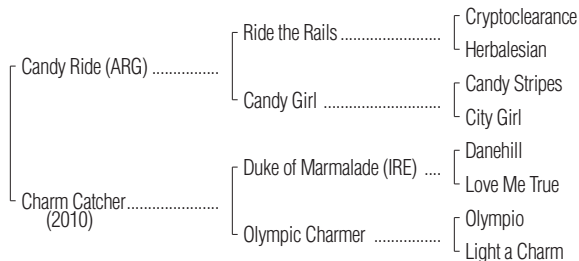 Cryptoclearance
Ride the Rails ....................
Herbalesian
Candy Ride (ARG) ..............
Candy Stripes
Candy Girl ........................
City Girl
Danehill
Duke of Marmalade (IRE) ....
Love Me True
Charm Catcher ...................
(2010)
Olympio
Olympic Charmer ..............
Light a Charm